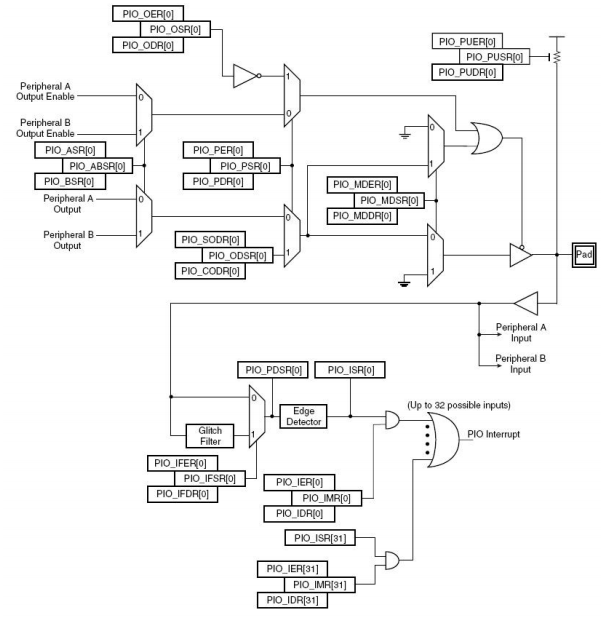 PIO_OER[0]
PIO_OSR[0]
PIO_ODR[0]
PIO_PUER[0]
PIO_PUSR[0]
PIO_PUDR[0]
1
Peripheral A
Output Enable
0
0
Peripheral B
Output Enable
1
0
PIO_ASR[0]
PIO_ABSR[0]
PIO_BSR[0]
PIO_PER[0]
PIO_PSR[0]
PIO_PDR[0]
1
PIO_MDER[0]
PIO_MDSR[0]
PIO_MDDR[0]
Peripheral A
Output
0
Peripheral B
Output
1
0
PIO_SODR[0]
PIO_ODSR[0]
PIO_CODR[0]
1
0
1
Pad
Peripheral A
Input
Peripheral B
Input
PIO_PDSR[0]
PIO_ISR[0]
0
Glitch
Filter
1
Edge
Detector
(Up to 32 possible inputs)
PIO Interrupt
PIO_IFER[0]
PIO_IFSR[0]
PIO_IFDR[0]
PIO_IER[0]
PIO_IMR[0]
PIO_IDR[0]
PIO_ISR[31]
PIO_IER[31]
PIO_IMR[31]
PIO_IDR[31]